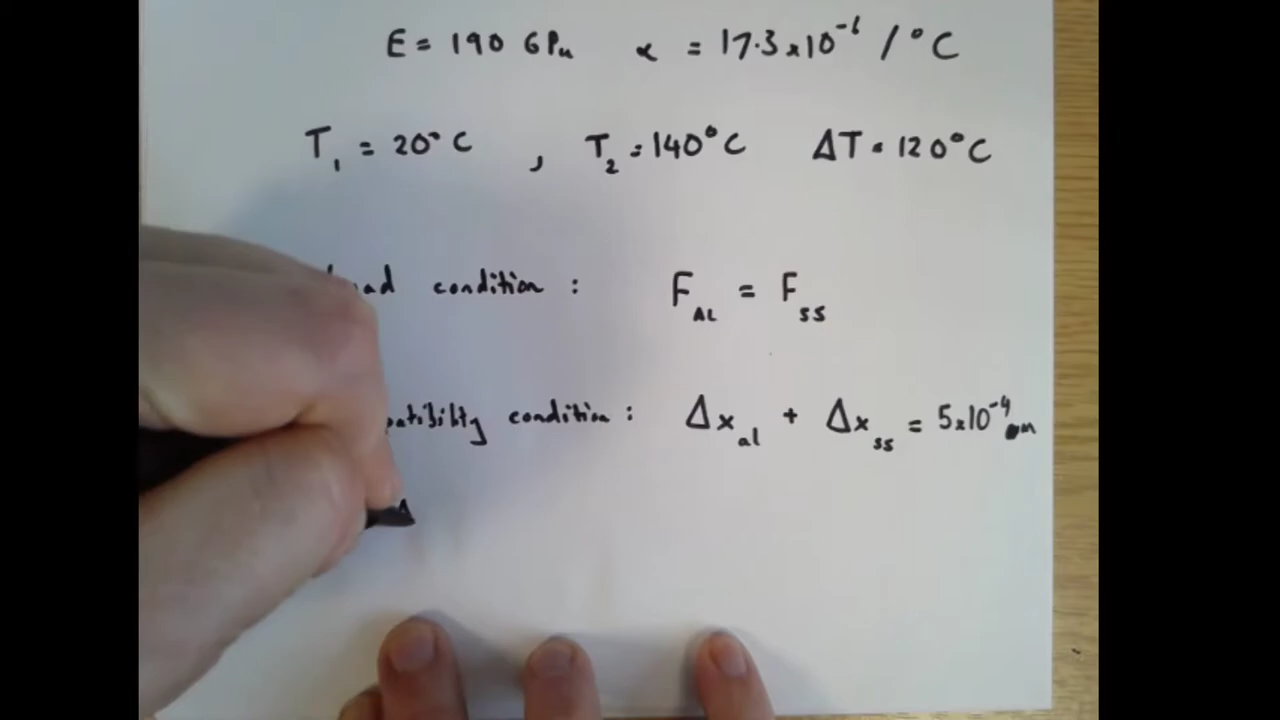 E = 190 GPa α = 17.3x10⁻⁶ /°C
T₁ = 20°C , T₂ = 140°C ΔT = 120°C
condition : F_AL = F_SS
condition : Δx_al + Δx_ss = 5x10⁻⁴ m